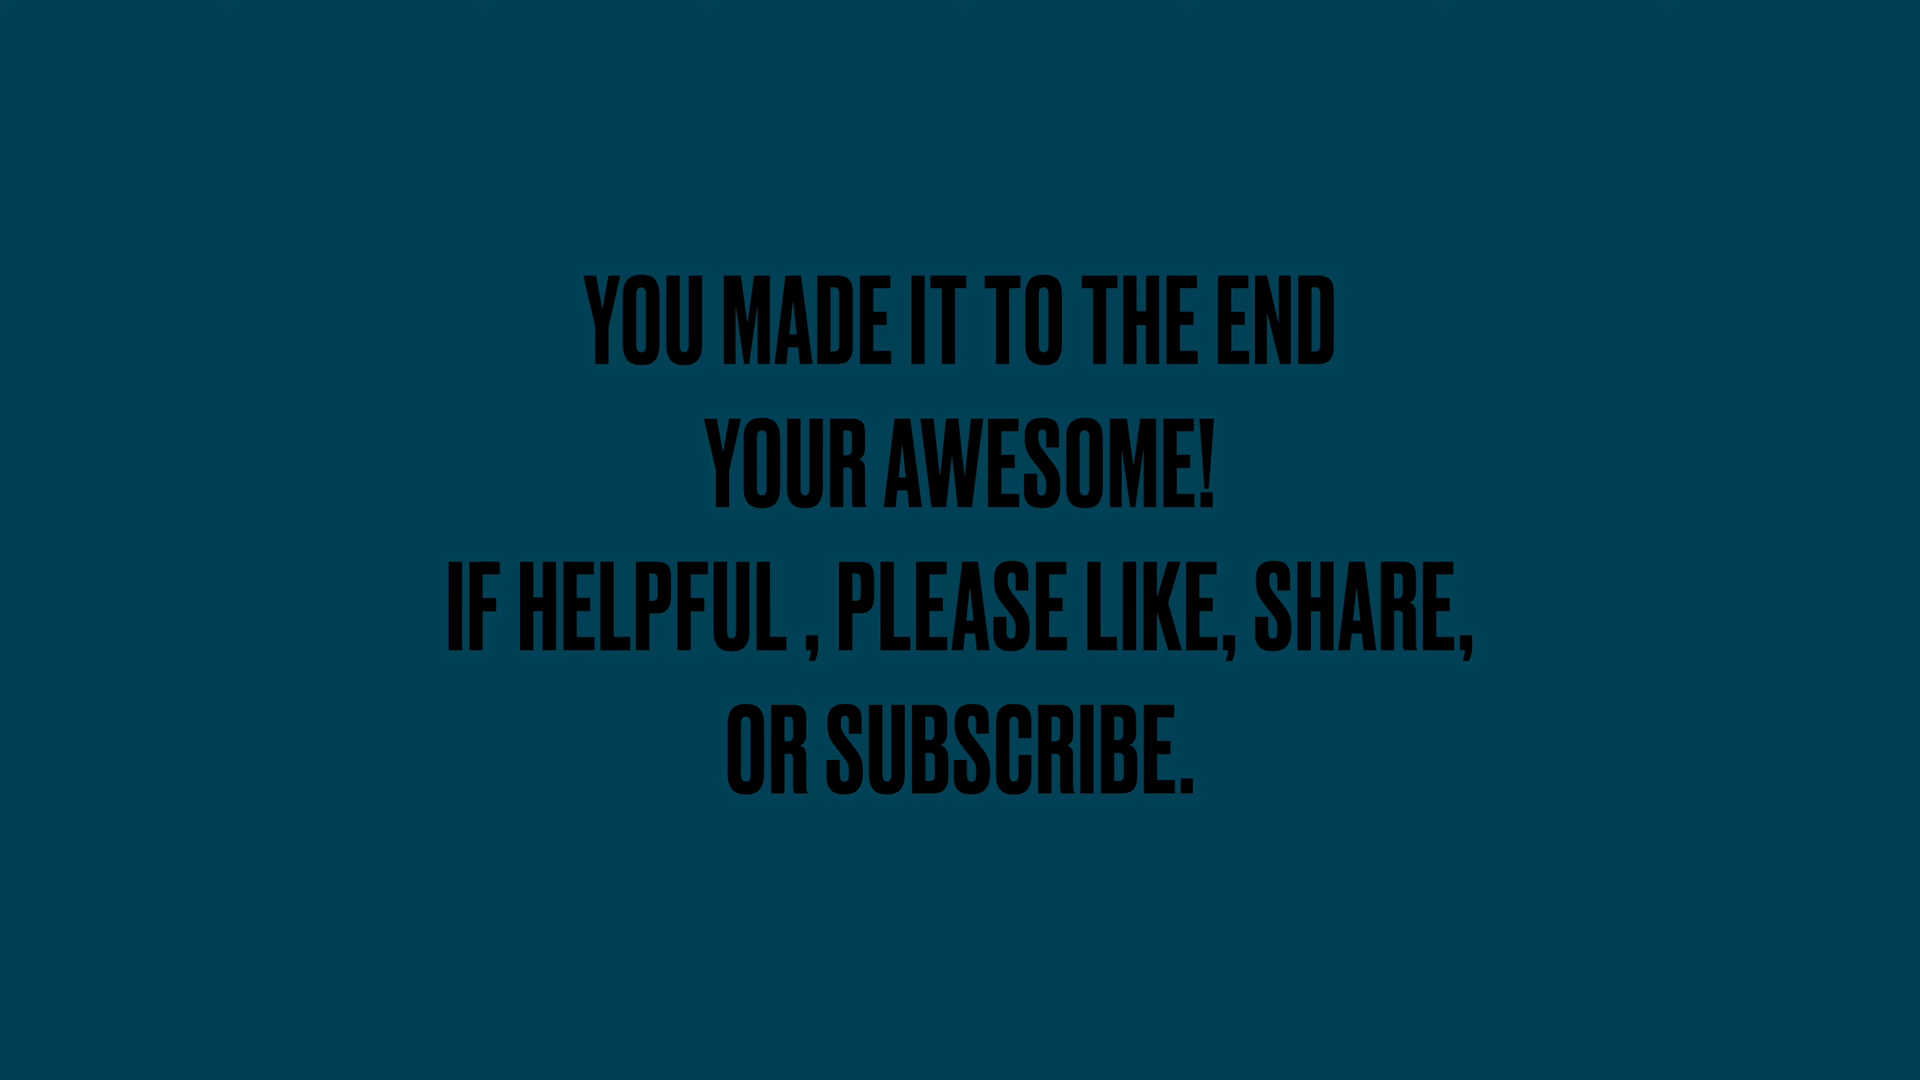 YOU MADE IT TO THE END
YOUR AWESOME!
IF HELPFUL , PLEASE LIKE, SHARE,
OR SUBSCRIBE.